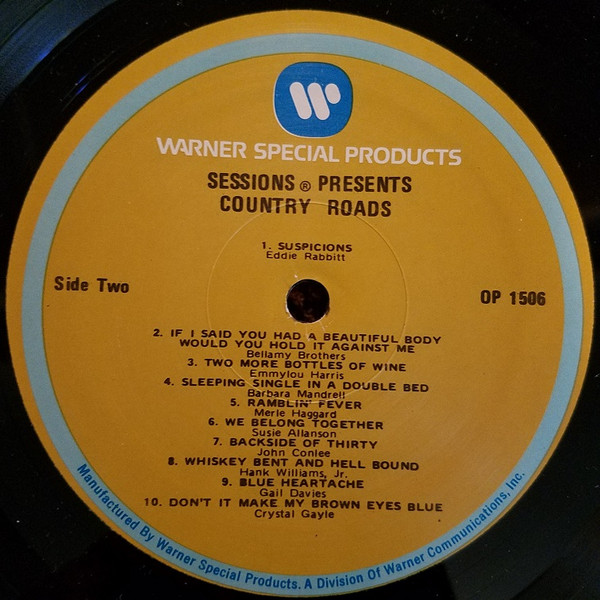 WARNER SPECIAL PRODUCTS
SESSIONS ® PRESENTS
COUNTRY ROADS
1. SUSPICIONS
Eddie Rabbitt
Side Two
OP 1506
2. IF I SAID YOU HAD A BEAUTIFUL BODY
WOULD YOU HOLD IT AGAINST ME
Bellamy Brothers
3. TWO MORE BOTTLES OF WINE
Emmylou Harris
4. SLEEPING SINGLE IN A DOUBLE BED
Barbara Mandrell
5. RAMBLIN' FEVER
Merle Haggard
6. WE BELONG TOGETHER
Susie Allanson
7. BACKSIDE OF THIRTY
John Conlee
8. WHISKEY BENT AND HELL BOUND
Hank Williams, Jr.
9. BLUE HEARTACHE
Gail Davies
10. DON'T IT MAKE MY BROWN EYES BLUE
Crystal Gayle
Manufactured By Warner Special Products. A Division Of Warner Communications, Inc.